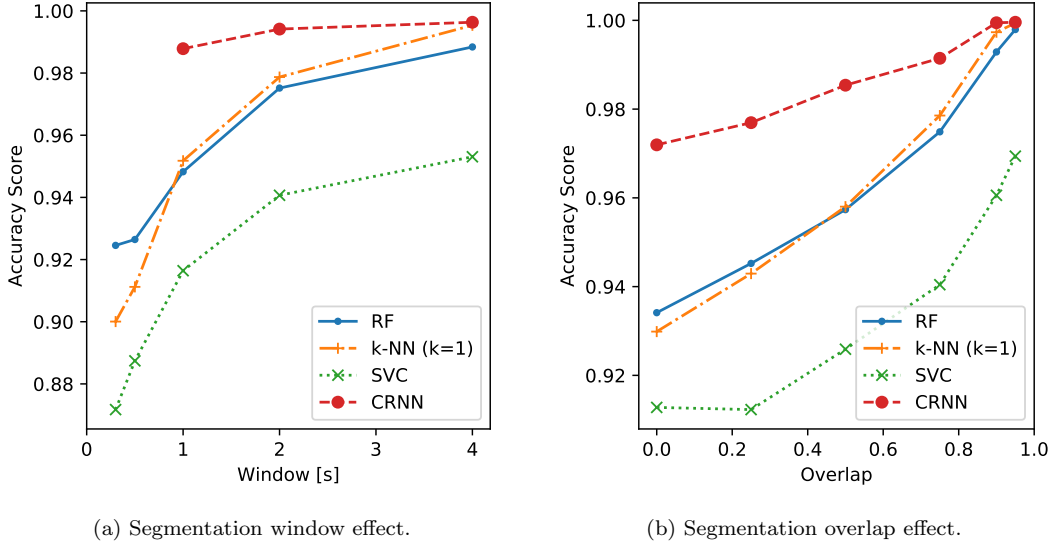 1.00
0.98
0.96
0.94
0.92
0.90
0.88
Accuracy Score
0
1
2
3
4
Window [s]
RF
k-NN (k=1)
SVC
CRNN
(a) Segmentation window effect.
1.00
0.98
0.96
0.94
0.92
Accuracy Score
0.0
0.2
0.4
0.6
0.8
1.0
Overlap
RF
k-NN (k=1)
SVC
CRNN
(b) Segmentation overlap effect.